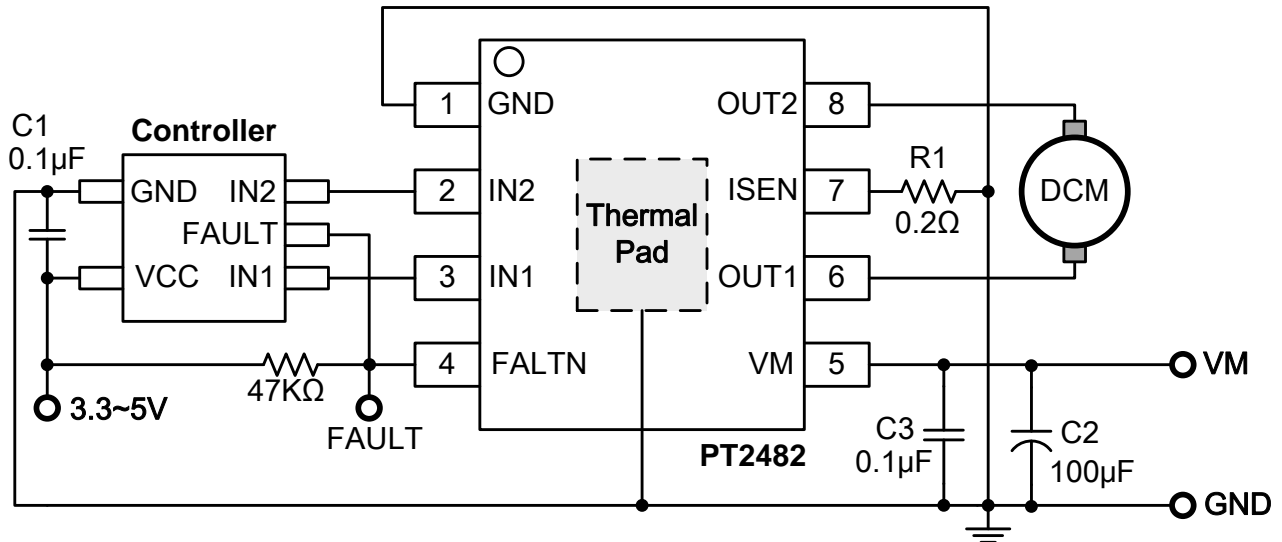 C1
0.1µF
Controller
GND
IN2
FAULT
VCC
IN1
47KΩ
3.3~5V
FAULT
1
GND
2
IN2
3
IN1
4
FALTN
Thermal
Pad
OUT2
8
ISEN
7
OUT1
6
VM
5
PT2482
R1
0.2Ω
DCM
VM
C3
0.1µF
C2
100µF
GND